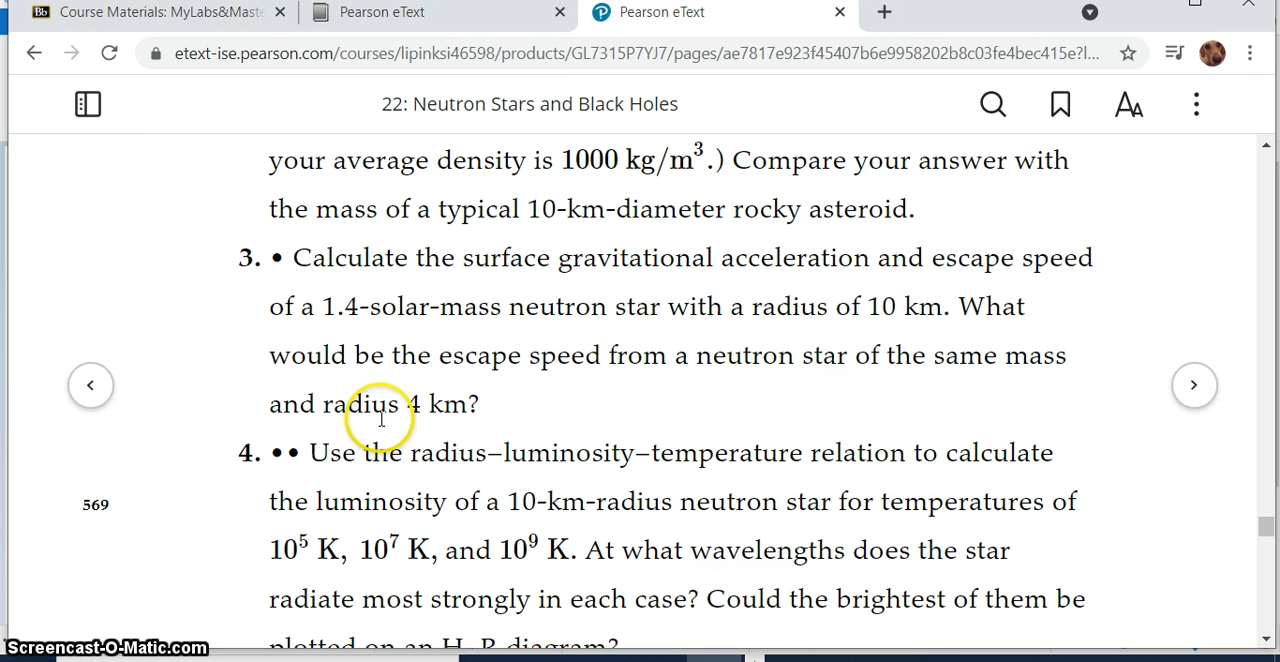 Bb Course Materials: MyLabs&Maste
Pearson eText
Pearson eText
etext-ise.pearson.com/courses/lipinksi46598/products/GL7315P7YJ7/pages/ae7817e923f45407b6e9958202b8c03fe4bec415e?l...
22: Neutron Stars and Black Holes
your average density is 1000 kg/m³.) Compare your answer with
the mass of a typical 10-km-diameter rocky asteroid.
3. • Calculate the surface gravitational acceleration and escape speed
of a 1.4-solar-mass neutron star with a radius of 10 km. What
would be the escape speed from a neutron star of the same mass
and radius 4 km?
4. •• Use the radius–luminosity–temperature relation to calculate
the luminosity of a 10-km-radius neutron star for temperatures of
569
10⁵ K, 10⁷ K, and 10⁹ K. At what wavelengths does the star
radiate most strongly in each case? Could the brightest of them be
plotted on an H–R diagram?
Screencast-O-Matic.com